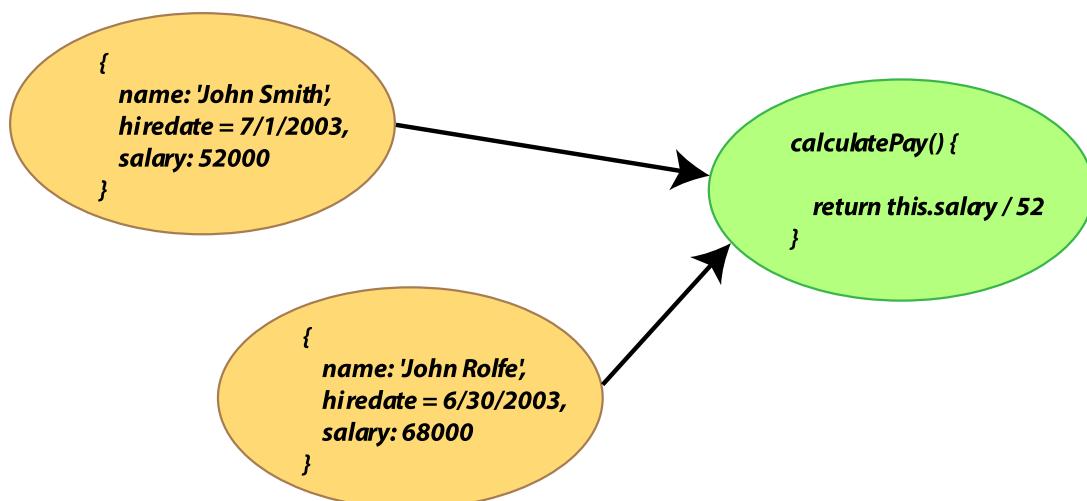 {
name: 'John Smith',
hiredate = 7/1/2003,
salary: 52000
}
calculatePay() {
return this.salary / 52
}
{
name: 'John Rolfe',
hiredate = 6/30/2003,
salary: 68000
}